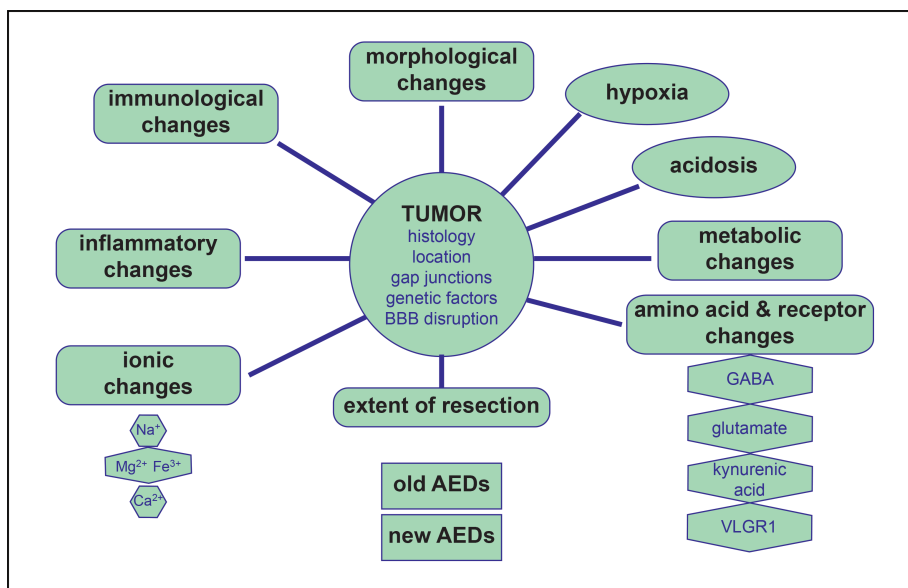 morphological
changes
immunological
changes
hypoxia
acidosis
TUMOR
histology
location
gap junctions
genetic factors
BBB disruption
inflammatory
changes
metabolic
changes
amino acid & receptor
changes
ionic
changes
extent of resection
GABA
glutamate
kynurenic
acid
VLGR1
Na⁺
Mg²⁺ Fe³⁺
Ca²⁺
old AEDs
new AEDs